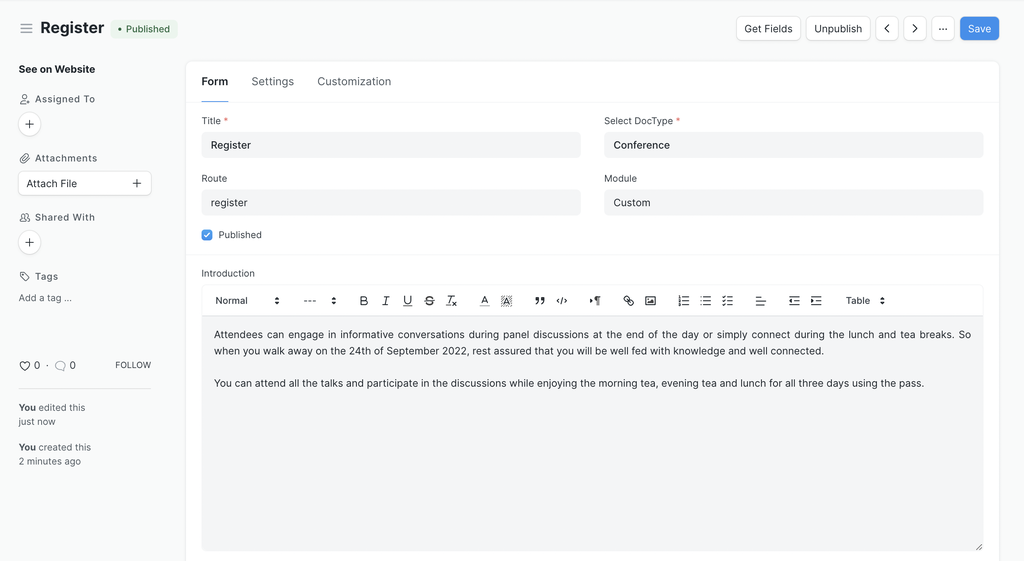 Register
• Published
Get Fields
Unpublish
...
Save
See on Website
Assigned To
Attachments
Attach File
Shared With
Tags
Add a tag ...
0 · 0
FOLLOW
You edited this
just now
You created this
2 minutes ago
Form
Settings
Customization
Title *
Register
Select DocType *
Conference
Route
register
Module
Custom
Published
Introduction
Normal
---
B I U S Tx A A
Table
Attendees can engage in informative conversations during panel discussions at the end of the day or simply connect during the lunch and tea breaks. So
when you walk away on the 24th of September 2022, rest assured that you will be well fed with knowledge and well connected.
You can attend all the talks and participate in the discussions while enjoying the morning tea, evening tea and lunch for all three days using the pass.